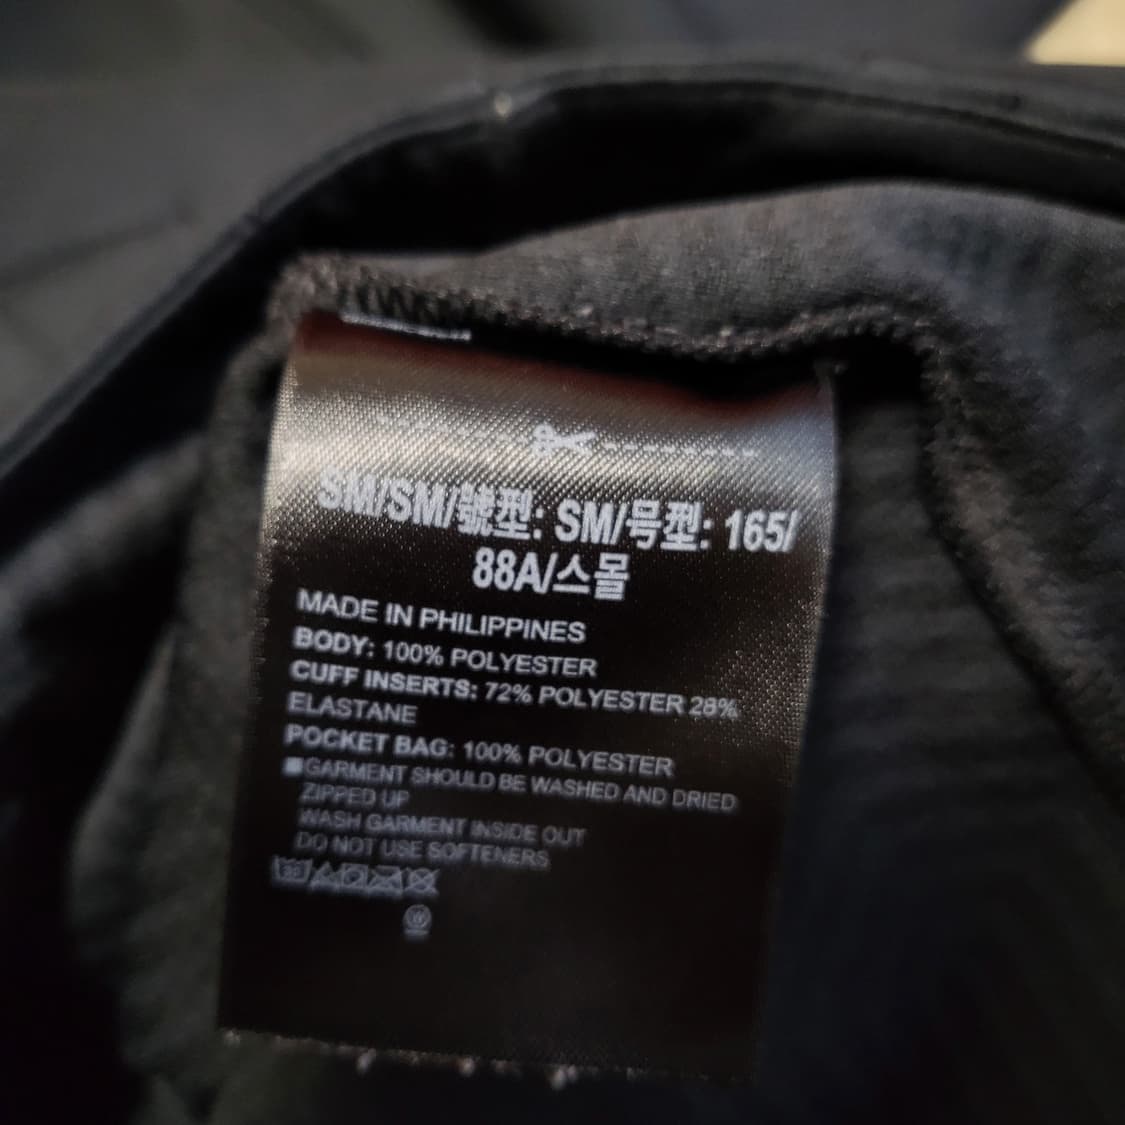 SM/SM/號型: SM/号型: 165/
88A/스몰
MADE IN PHILIPPINES
BODY: 100% POLYESTER
CUFF INSERTS: 72% POLYESTER 28%
ELASTANE
POCKET BAG: 100% POLYESTER
GARMENT SHOULD BE WASHED AND DRIED
ZIPPED UP
WASH GARMENT INSIDE OUT
DO NOT USE SOFTENERS
30
W